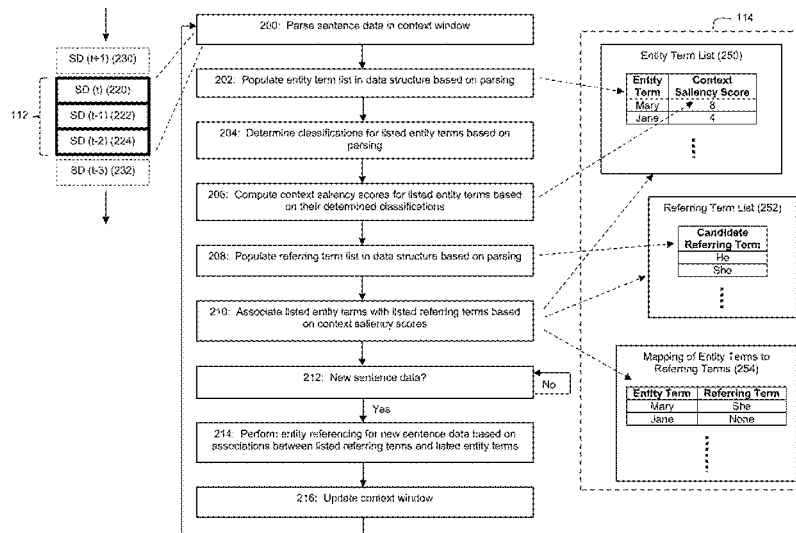 114
200: Parse sentence data in context window
SD (t+1) (230)
112
SD (t) (220)
SD (t-1) (222)
SD (t-2) (224)
SD (t-3) (232)
202: Populate entity term list in data structure based on parsing
204: Determine classifications for listed entity terms based on
parsing
206: Compute context saliency scores for listed entity terms based
on their determined classifications
208: Populate referring term list in data structure based on parsing
210: Associate listed entity terms with listed referring terms based
on context saliency scores
212: New sentence data?
No
Yes
214: Perform entity referencing for new sentence data based on
associations between listed referring terms and listed entity terms
216: Update context window
Entity Term List (250)
Entity Term
Context Saliency Score
Mary 8
Jane 4
Referring Term List (252)
Candidate
Referring Term
He
She
Mapping of Entity Terms to
Referring Terms (254)
Entity Term Referring Term
Mary She
Jane None